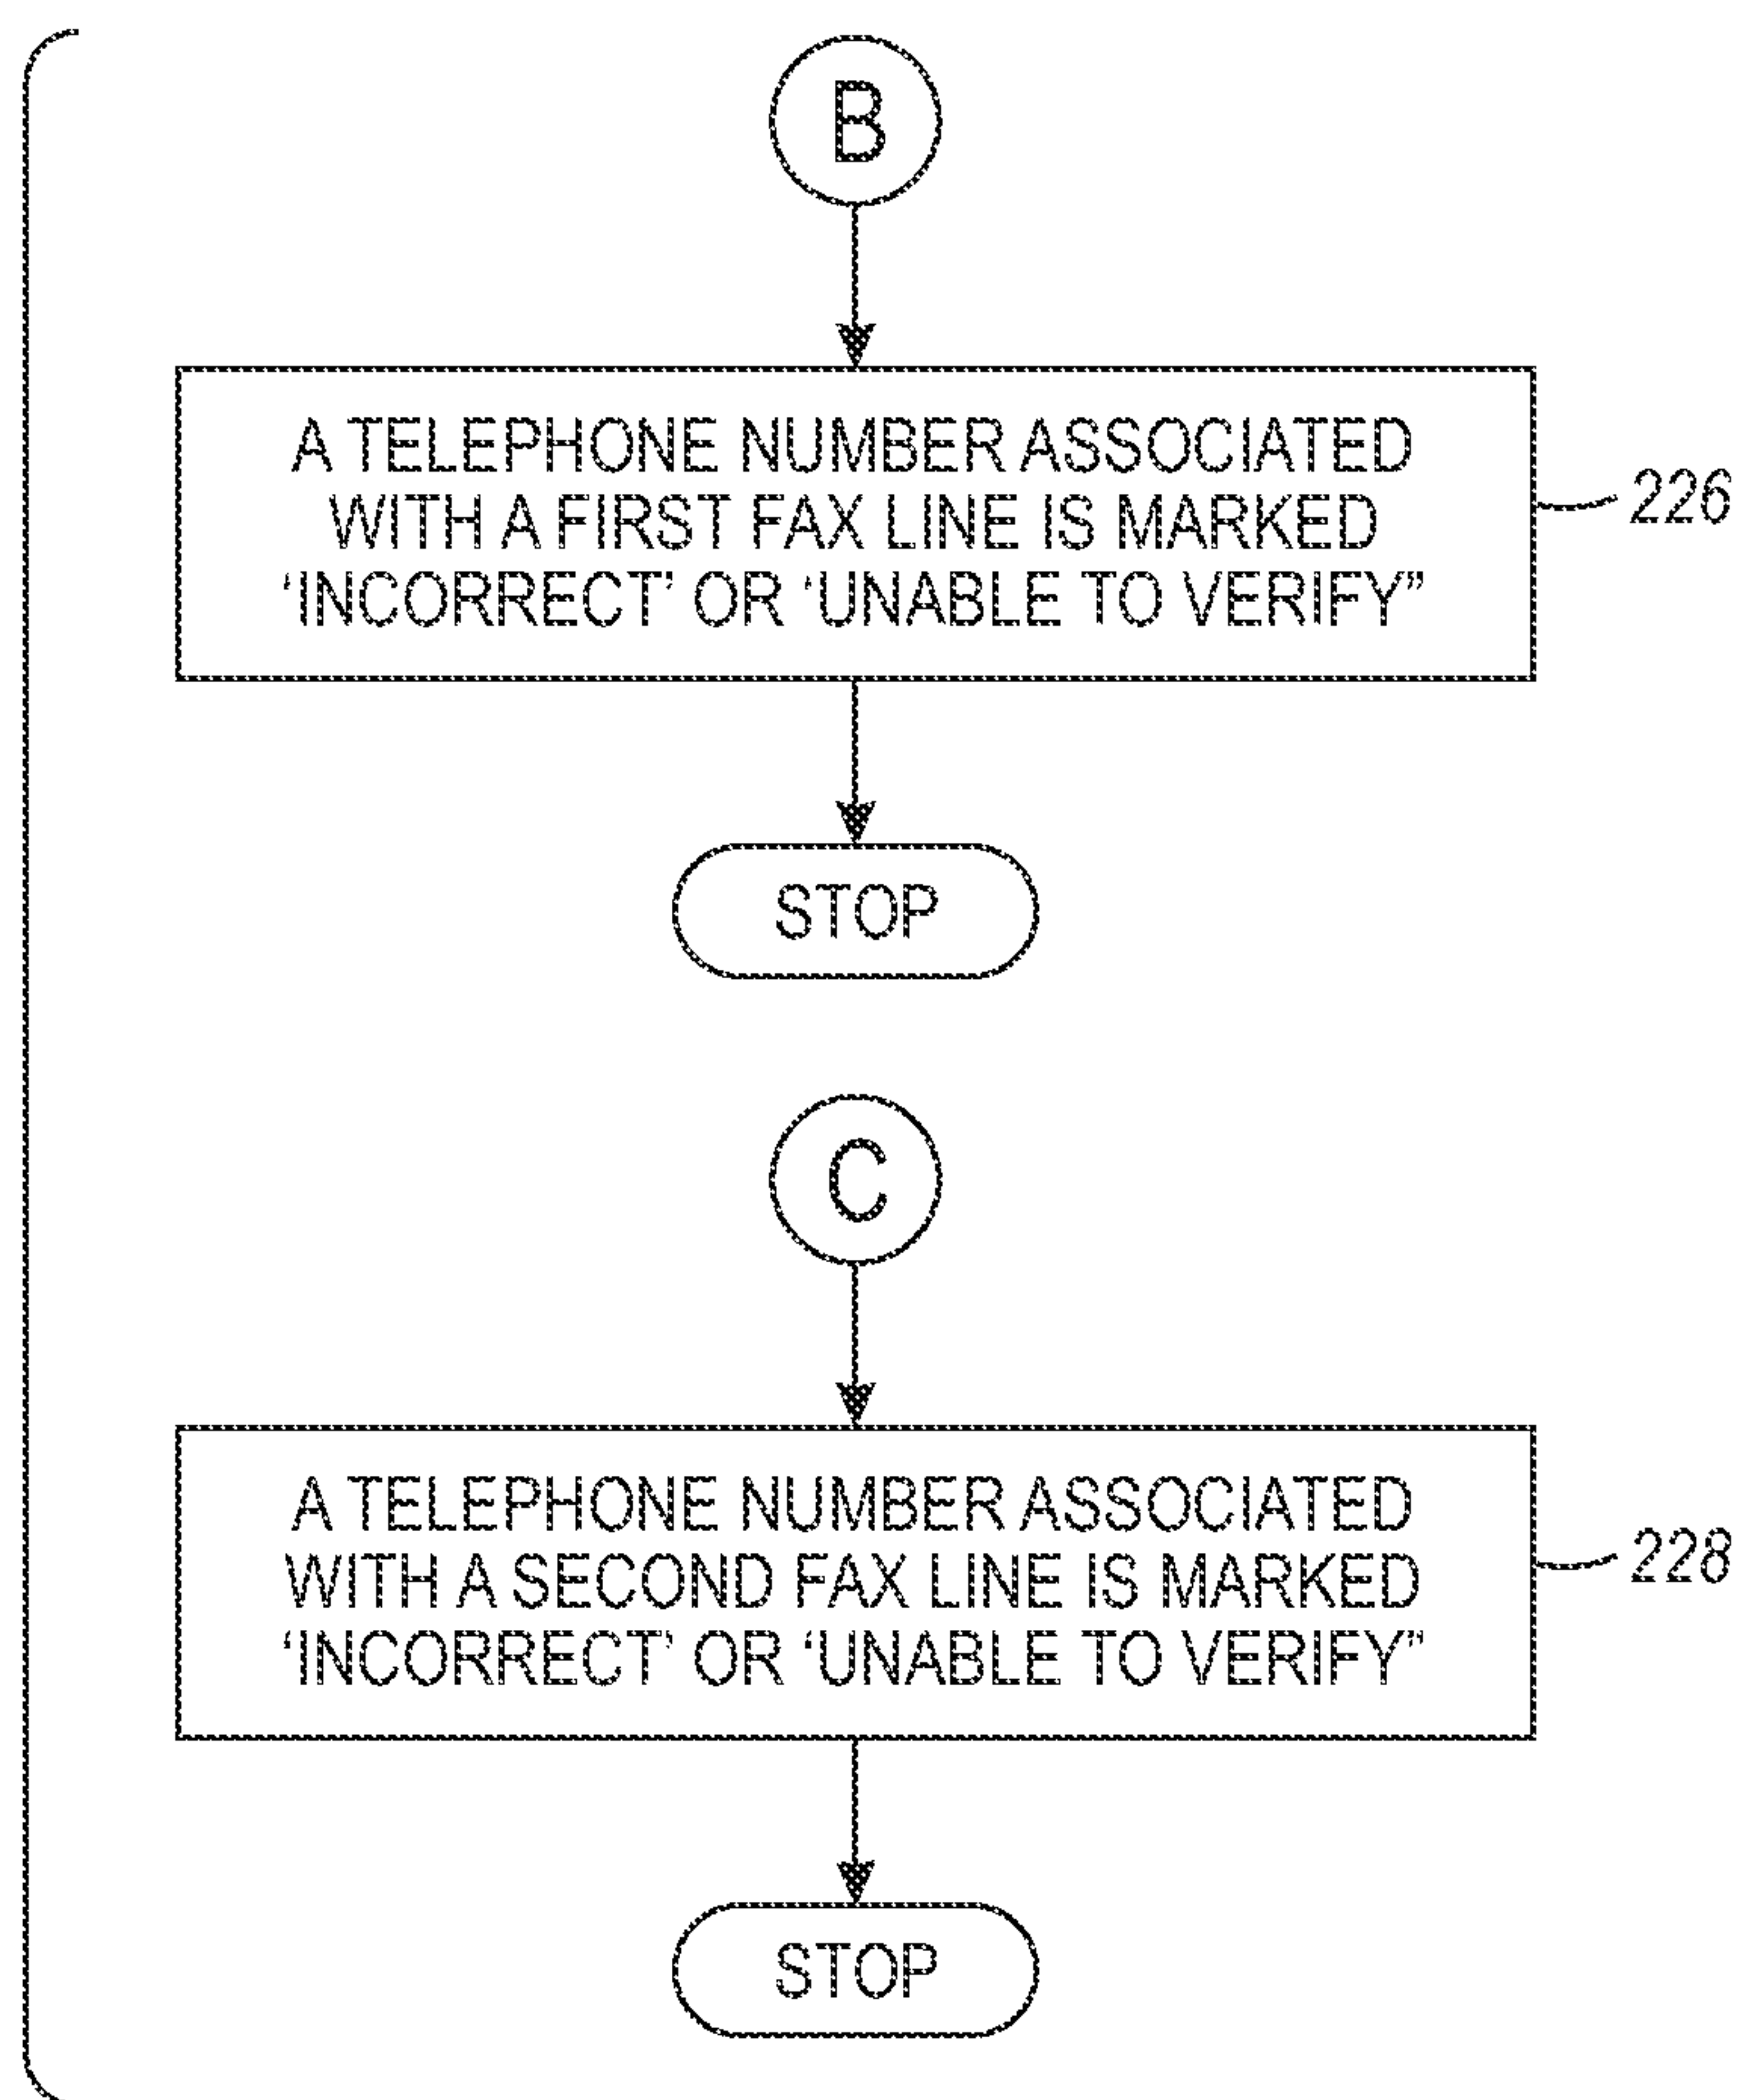 B
A TELEPHONE NUMBER ASSOCIATED
WITH A FIRST FAX LINE IS MARKED
‘INCORRECT’ OR ‘UNABLE TO VERIFY”
226
STOP
C
A TELEPHONE NUMBER ASSOCIATED
WITH A SECOND FAX LINE IS MARKED
‘INCORRECT’ OR ‘UNABLE TO VERIFY”
228
STOP